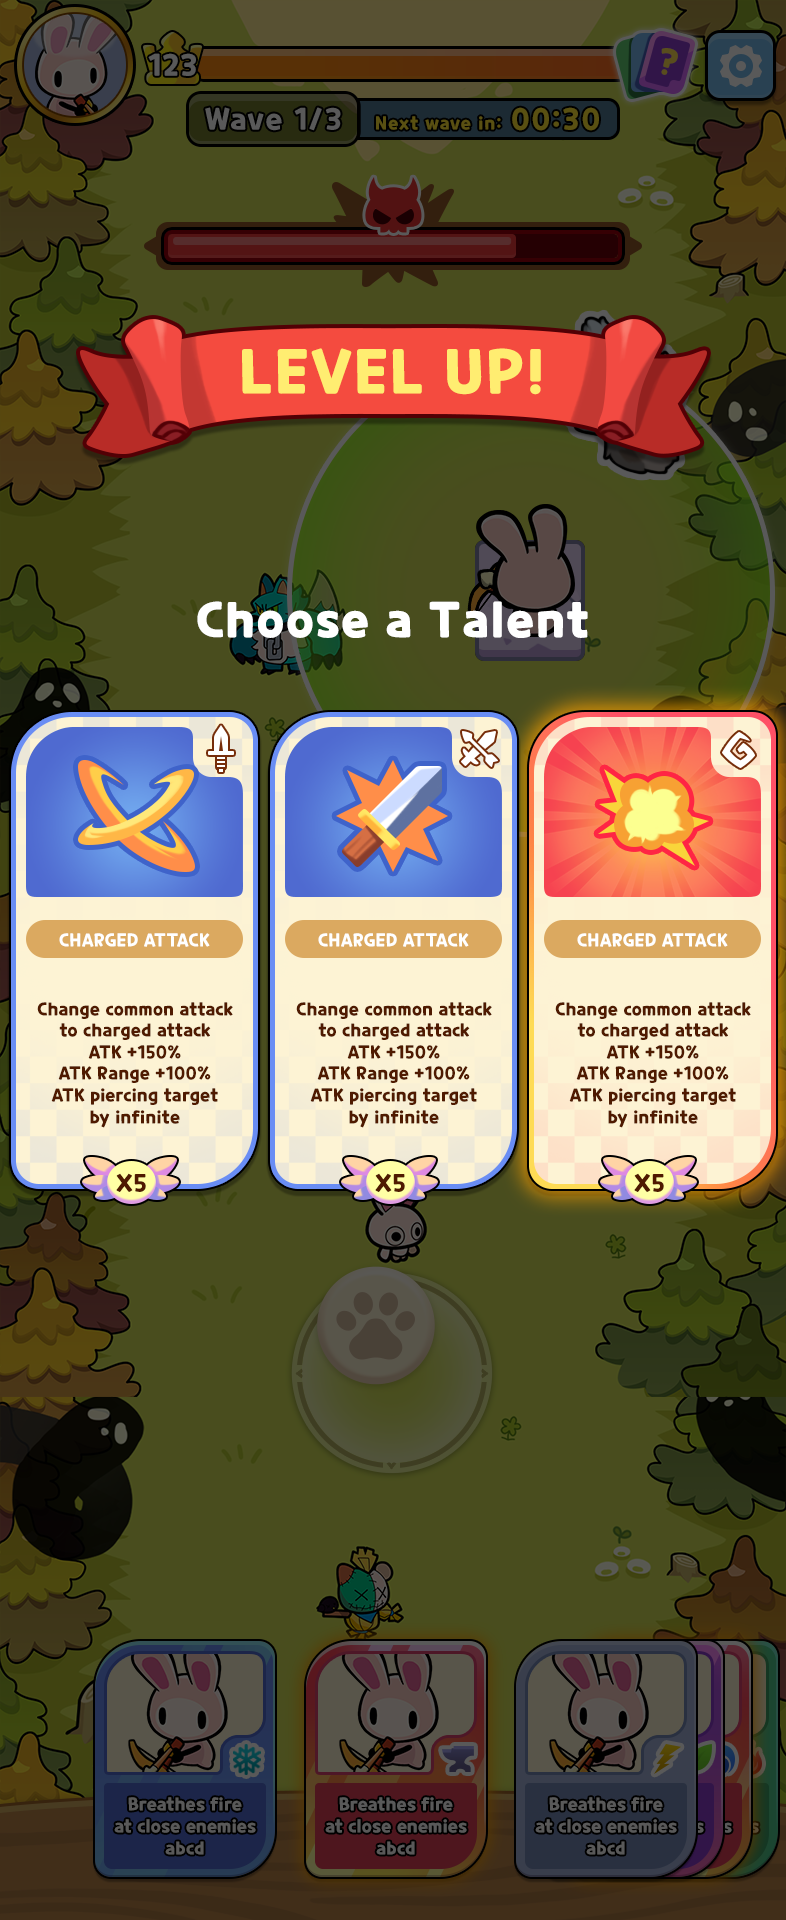 123
Wave 1/3
Next wave in: 00:30
LEVEL UP!
Choose a Talent
CHARGED ATTACK
Change common attack
to charged attack
ATK +150%
ATK Range +100%
ATK piercing target
by infinite
X5
CHARGED ATTACK
Change common attack
to charged attack
ATK +150%
ATK Range +100%
ATK piercing target
by infinite
X5
CHARGED ATTACK
Change common attack
to charged attack
ATK +150%
ATK Range +100%
ATK piercing target
by infinite
X5
Breathes fire
at close enemies
abcd
Breathes fire
at close enemies
abcd
Breathes fire
at close enemies
abcd
s
s
s